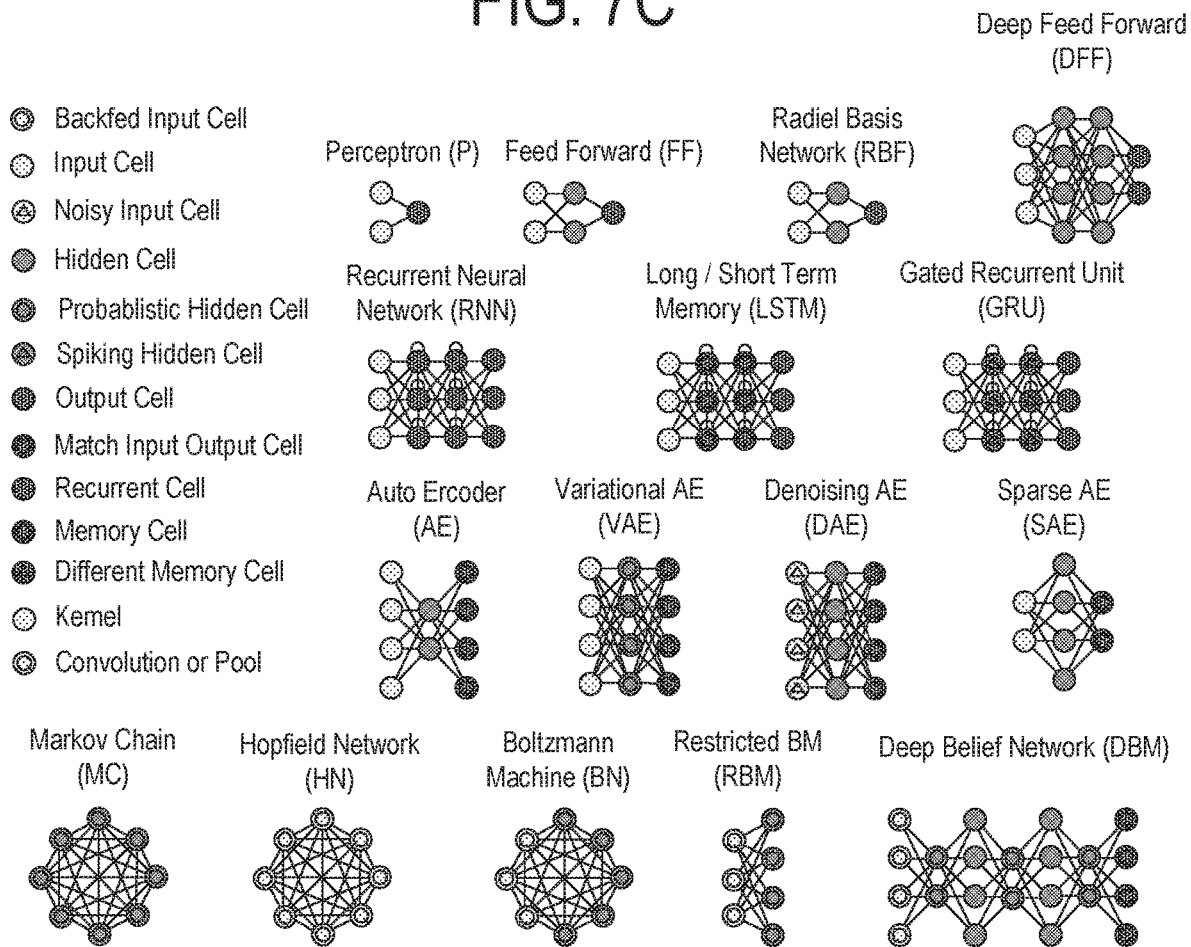 FIG. 7C
Deep Feed Forward
(DFF)
Backfed Input Cell
Input Cell
Noisy Input Cell
Hidden Cell
Probablistic Hidden Cell
Spiking Hidden Cell
Output Cell
Match Input Output Cell
Recurrent Cell
Memory Cell
Different Memory Cell
Kernel
Convolution or Pool
Perceptron (P)
Feed Forward (FF)
Radiel Basis
Network (RBF)
Recurrent Neural
Network (RNN)
Long / Short Term
Memory (LSTM)
Gated Recurrent Unit
(GRU)
Auto Ercoder
(AE)
Variational AE
(VAE)
Denoising AE
(DAE)
Sparse AE
(SAE)
Markov Chain
(MC)
Hopfield Network
(HN)
Boltzmann
Machine (BN)
Restricted BM
(RBM)
Deep Belief Network (DBM)